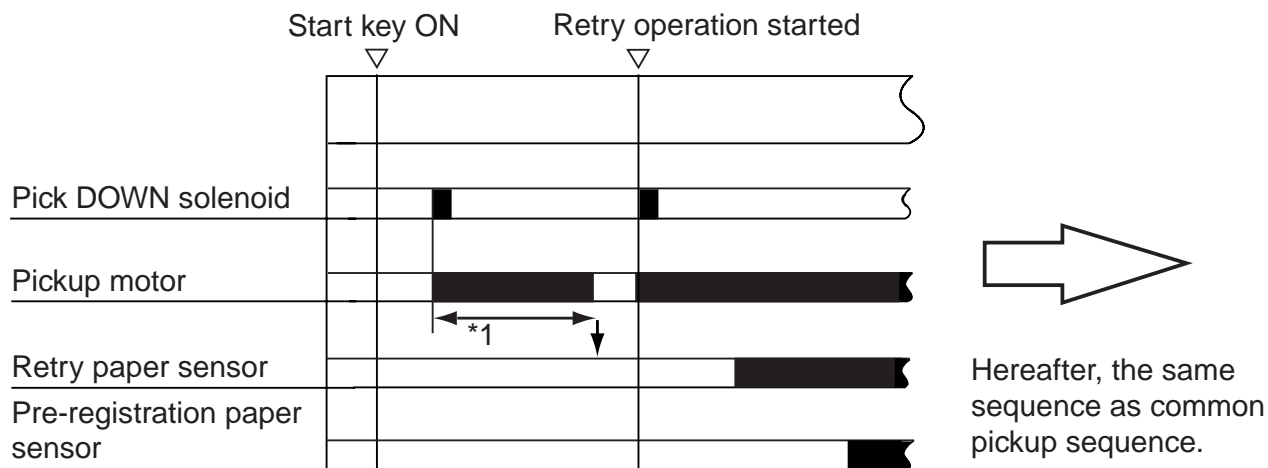 Start key ON
Retry operation started
Pick DOWN solenoid
Pickup motor
*1
Retry paper sensor
Pre-registration paper
sensor
Hereafter, the same
sequence as common
pickup sequence.